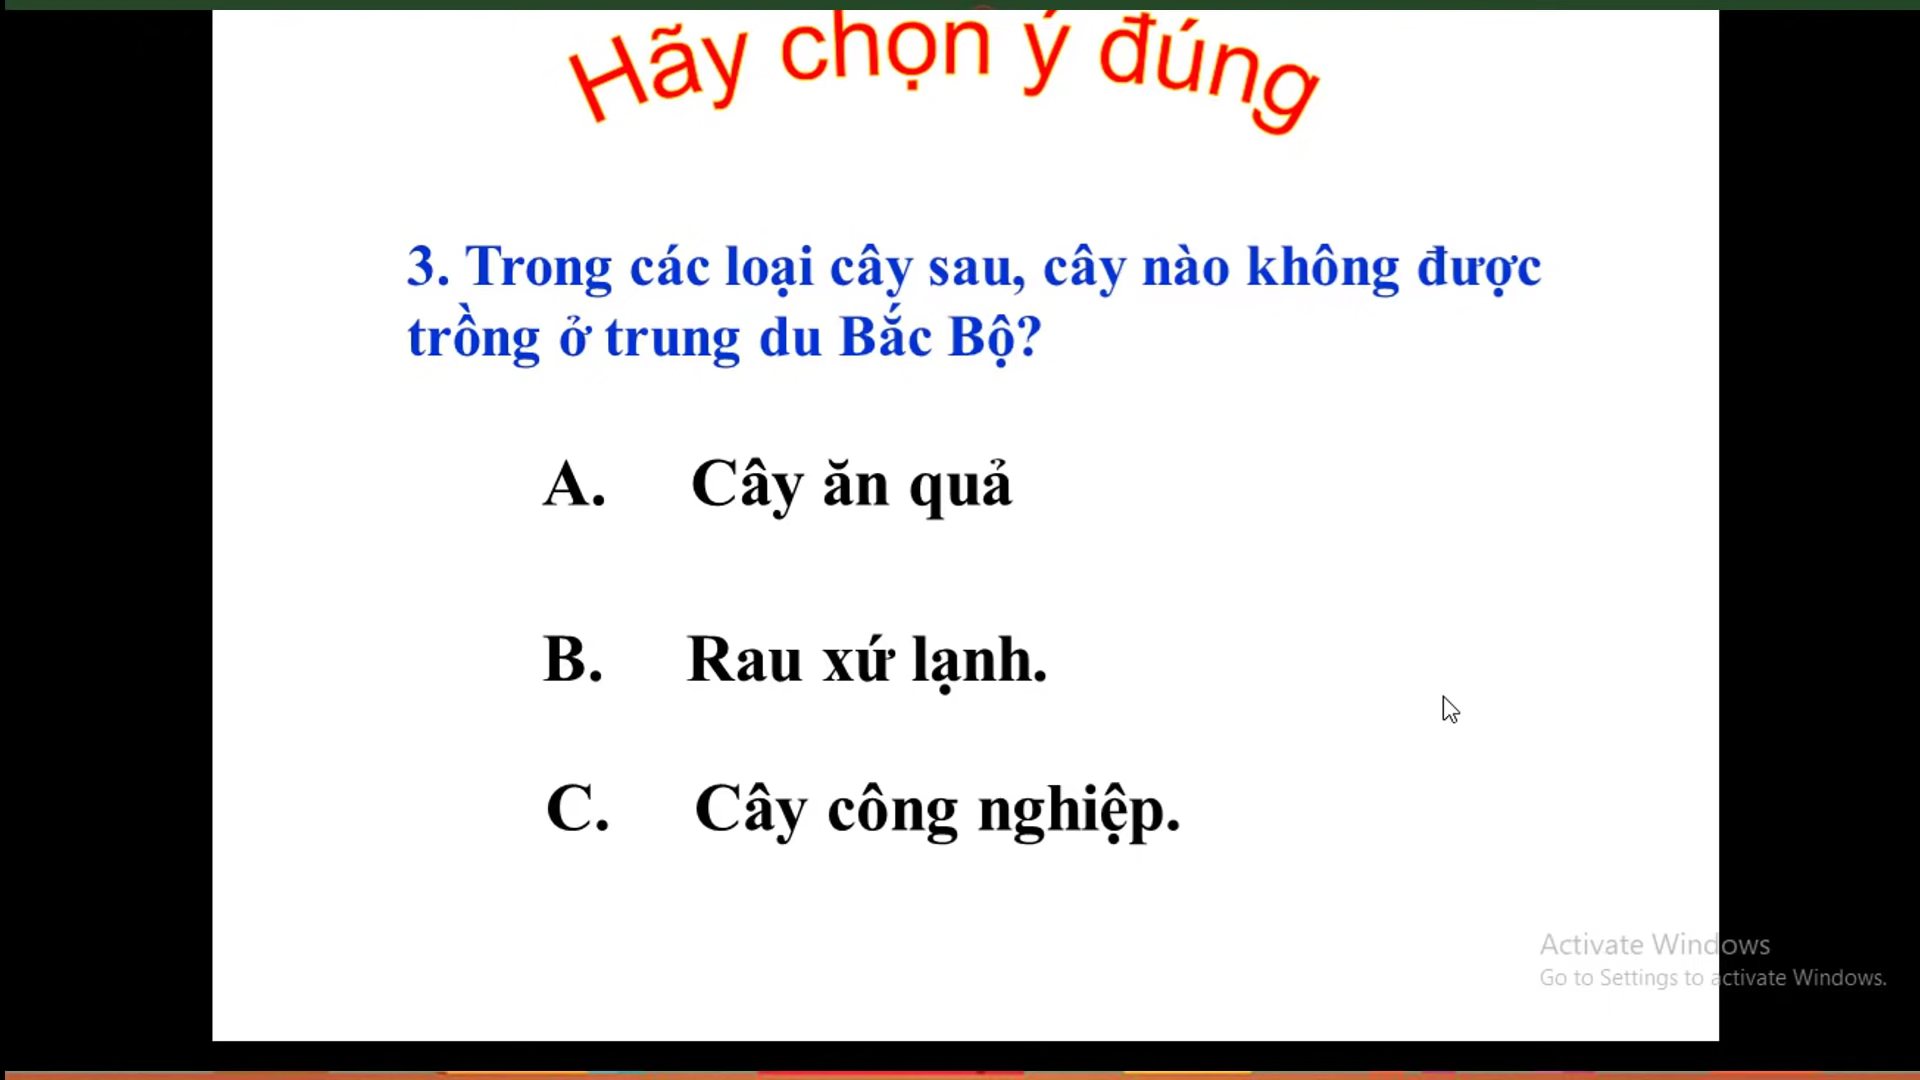 Hãy chọn ý đúng
3. Trong các loại cây sau, cây nào không được
trồng ở trung du Bắc Bộ?
A. Cây ăn quả
B. Rau xứ lạnh.
C. Cây công nghiệp.
Activate Windows
Go to Settings to activate Windows.